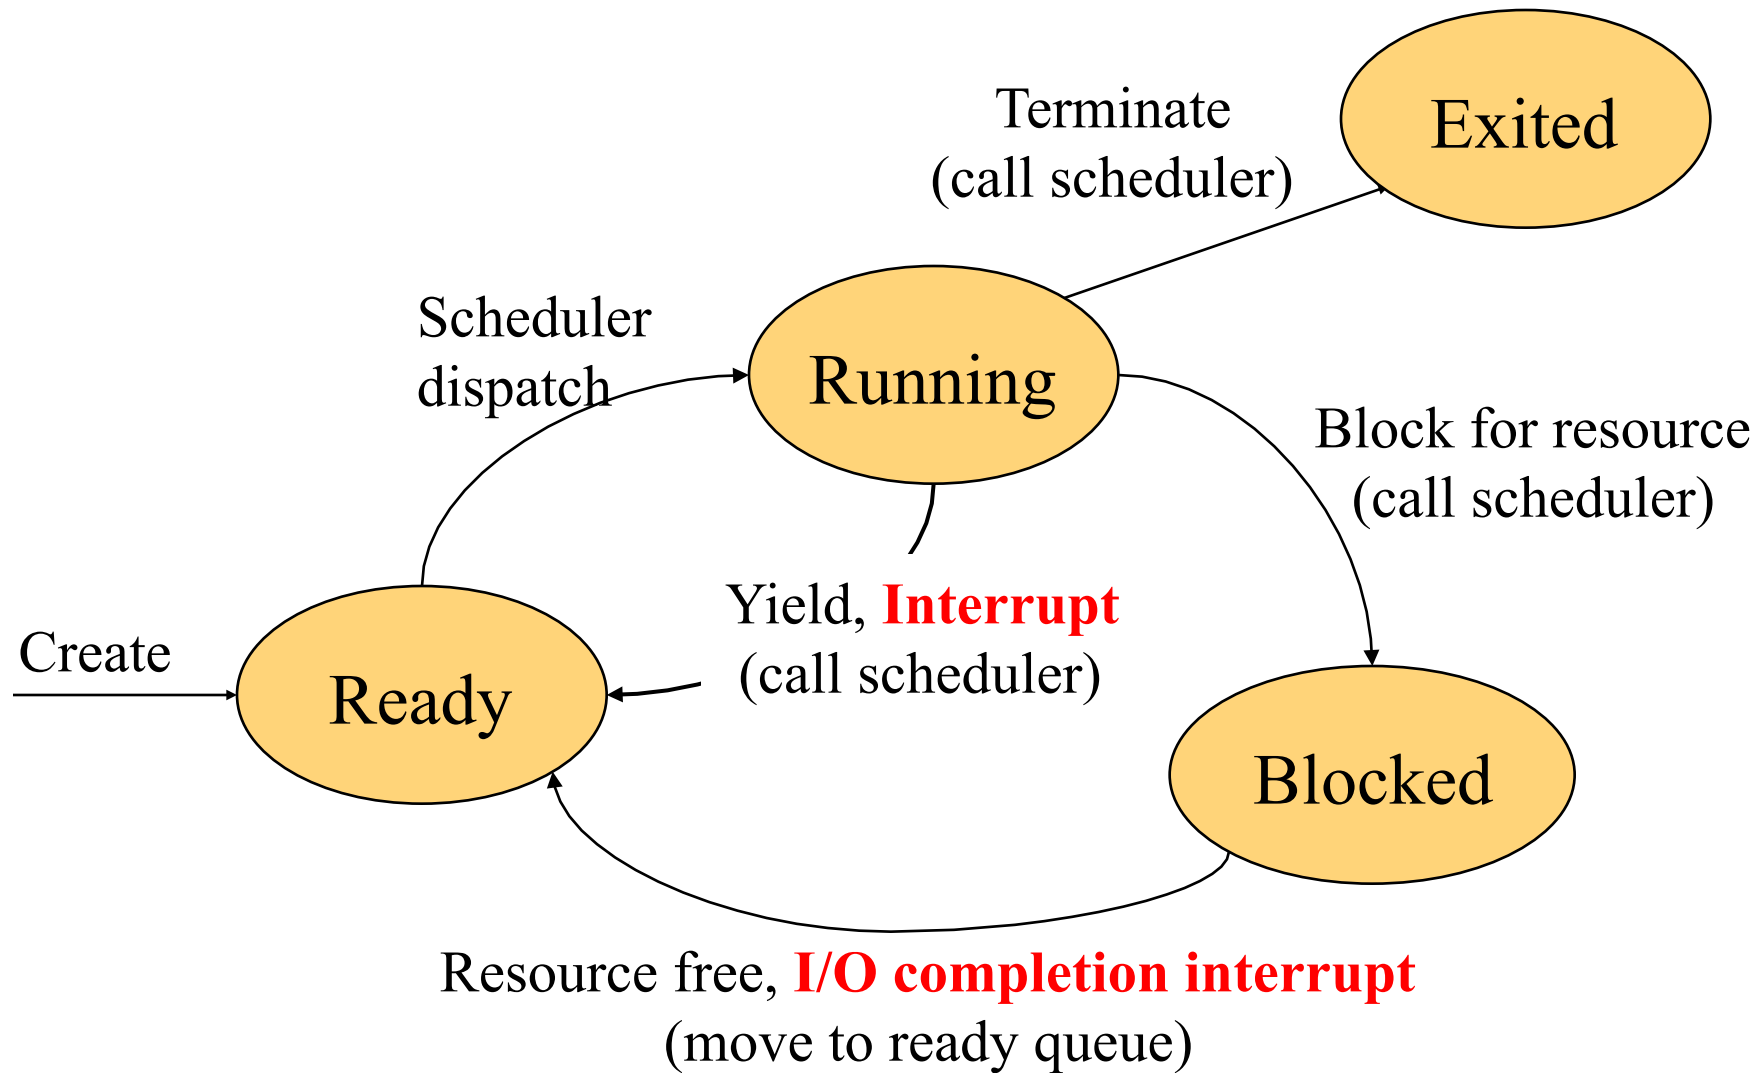 Terminate
(call scheduler)
Exited
Scheduler
dispatch
Running
Block for resource
(call scheduler)
Yield, Interrupt
(call scheduler)
Create
Ready
Blocked
Resource free, I/O completion interrupt
(move to ready queue)